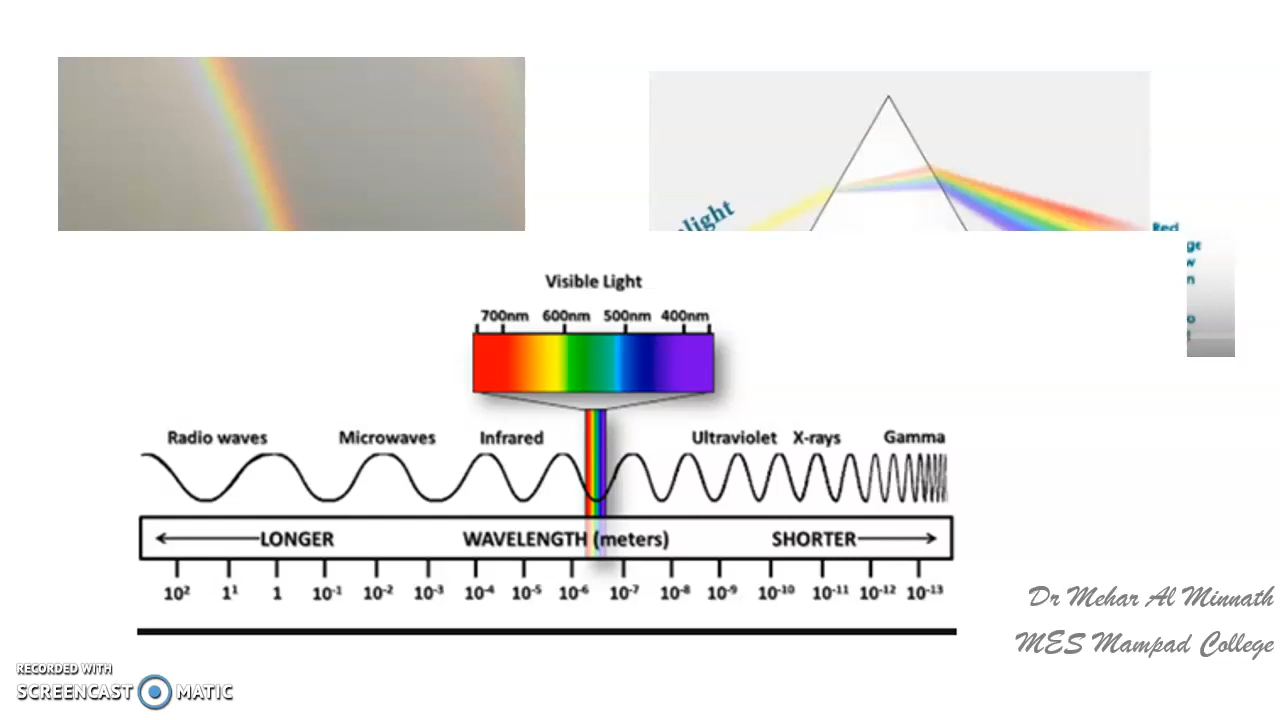 light
Red
ge
w
n
o
Visible Light
700nm 600nm 500nm 400nm
Radio waves Microwaves Infrared Ultraviolet X-rays Gamma
LONGER WAVELENGTH (meters) SHORTER
10² 1¹ 1 10⁻¹ 10⁻² 10⁻³ 10⁻⁴ 10⁻⁵ 10⁻⁶ 10⁻⁷ 10⁻⁸ 10⁻⁹ 10⁻¹⁰ 10⁻¹¹ 10⁻¹² 10⁻¹³
Dr Mehar Al Minnath
MES Mampad College
RECORDED WITH
SCREENCAST MATIC